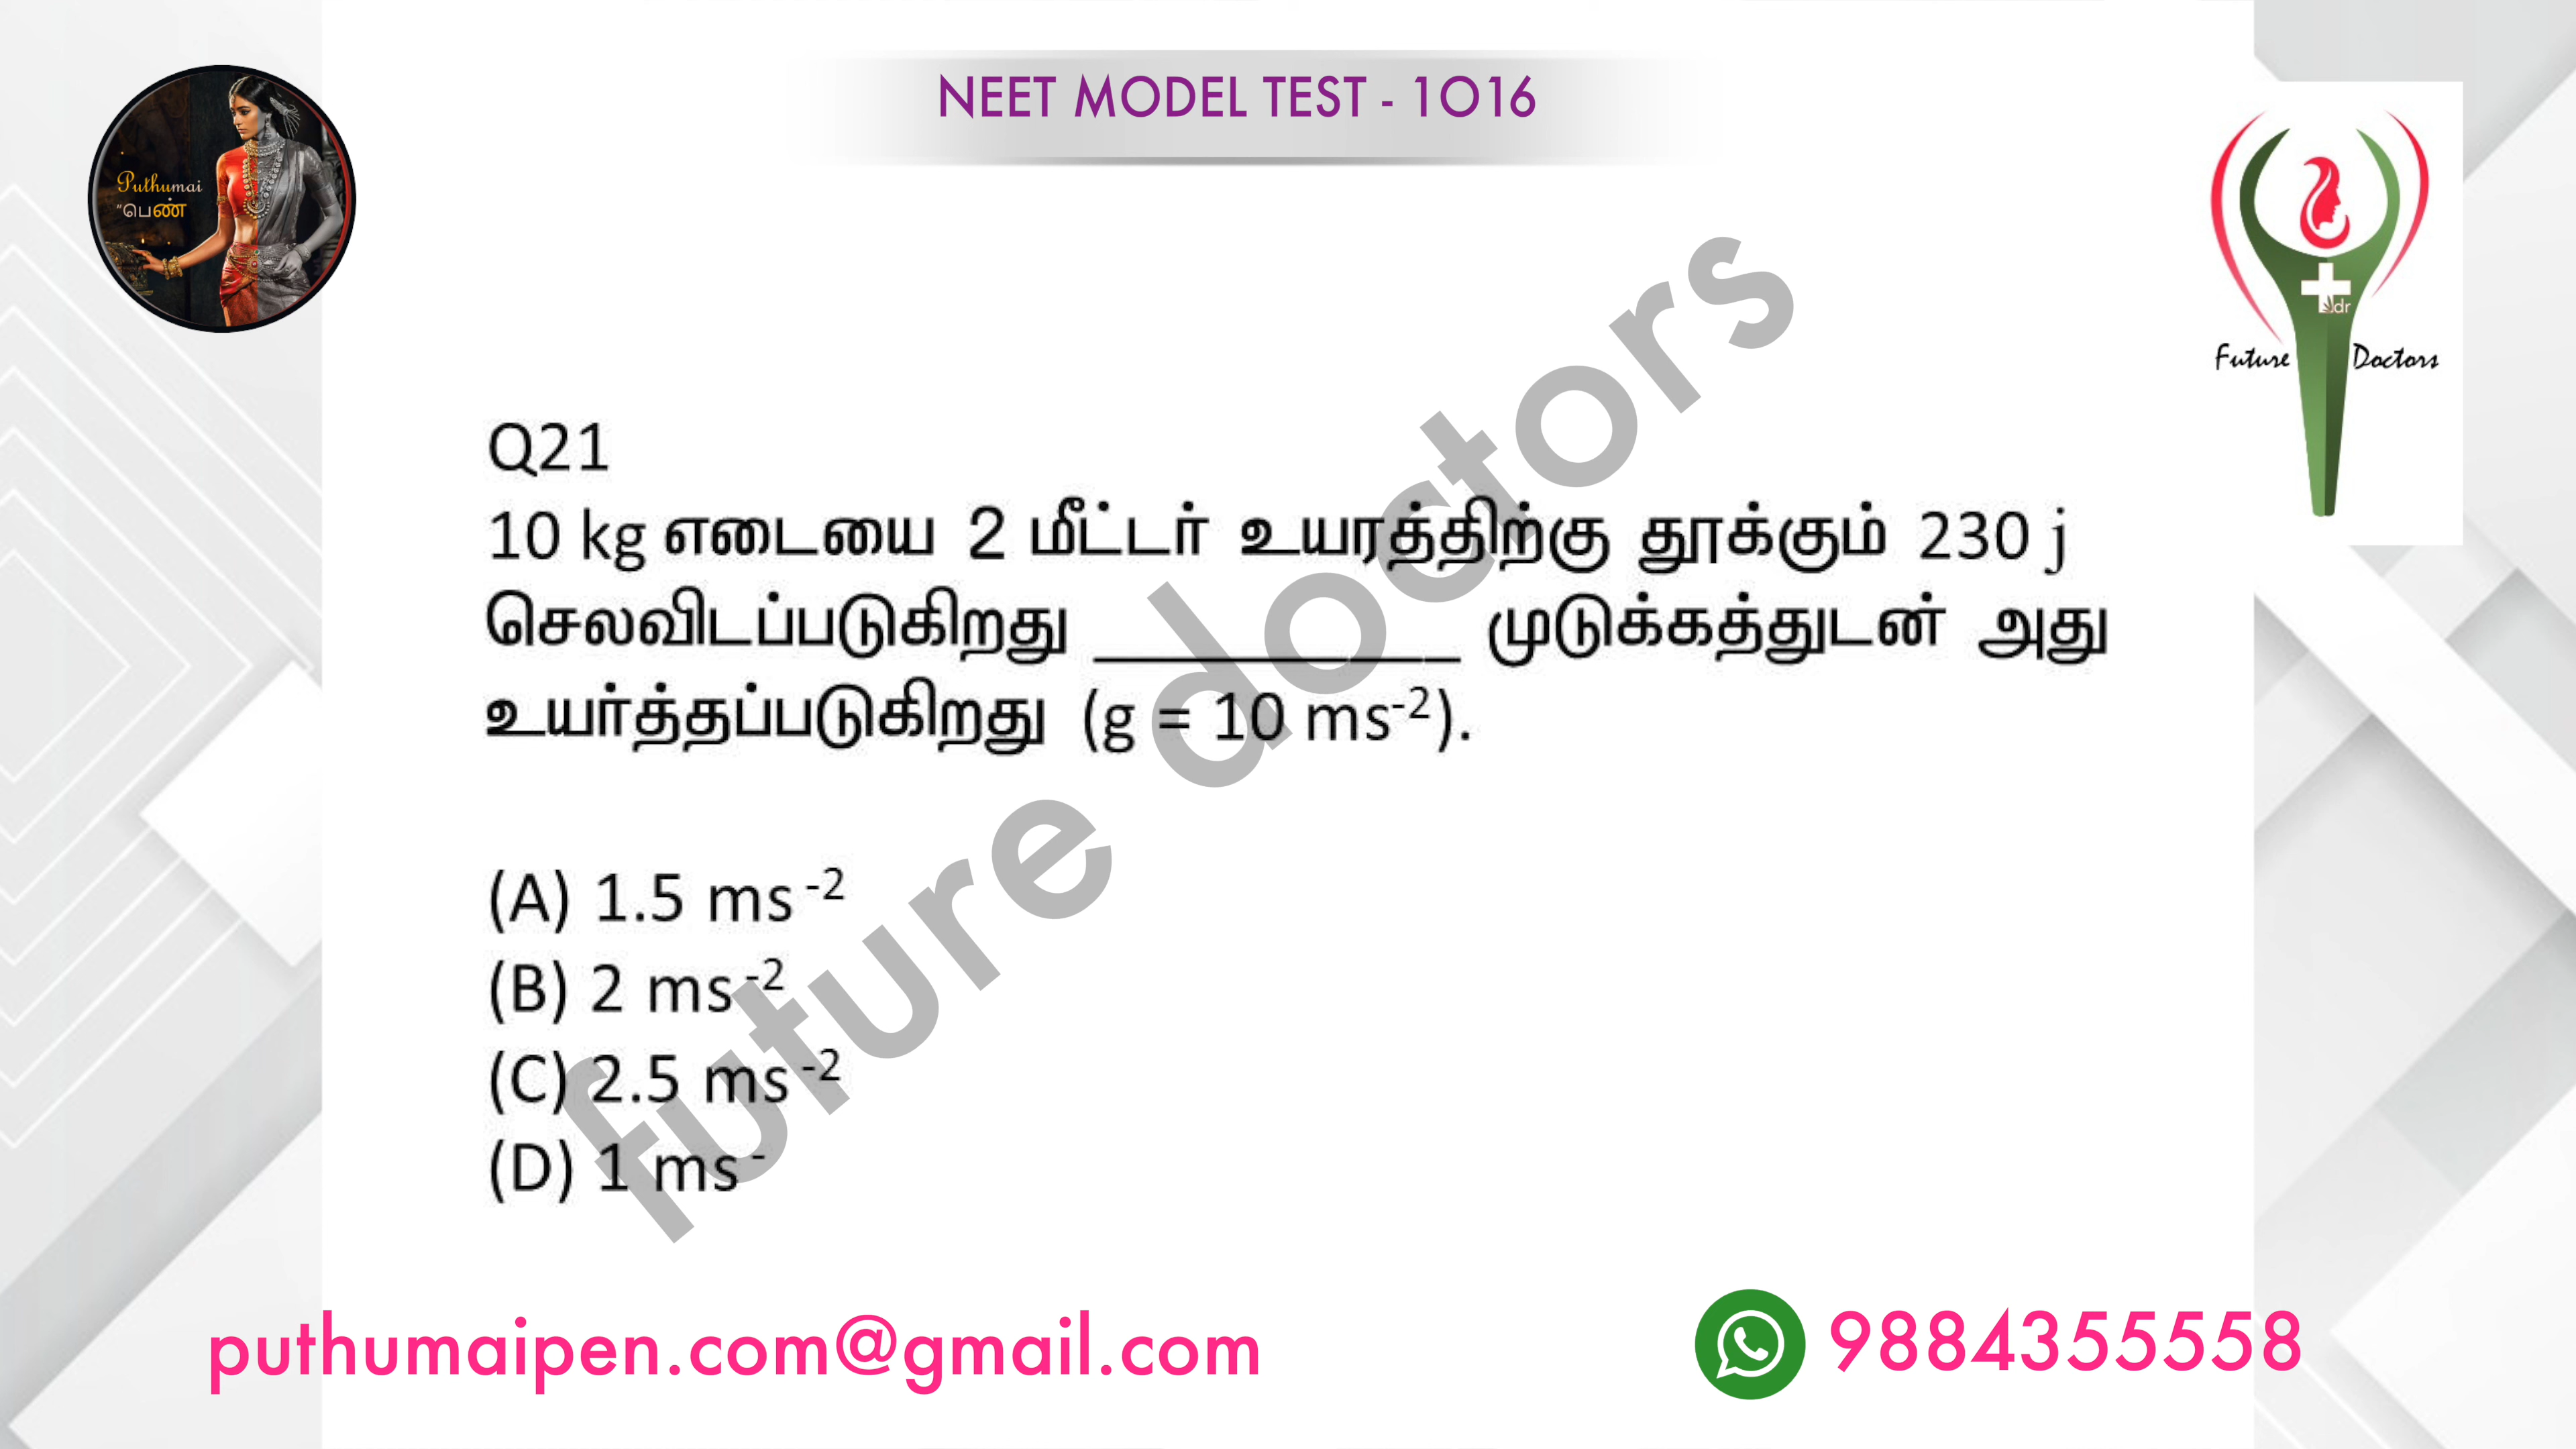 NEET MODEL TEST - 1O16
Puthumai
"பெண்
dr
Future Doctors
Q21
10 kg எடையை 2 மீட்டர் உயரத்திற்கு தூக்கும் 230 j
செலவிடப்படுகிறது ___________ முடுக்கத்துடன் அது
உயர்த்தப்படுகிறது (g = 10 ms-2).
(A) 1.5 ms -2
(B) 2 ms -2
(C) 2.5 ms -2
(D) 1 ms -
future doctors
puthumaipen.com@gmail.com
9884355558